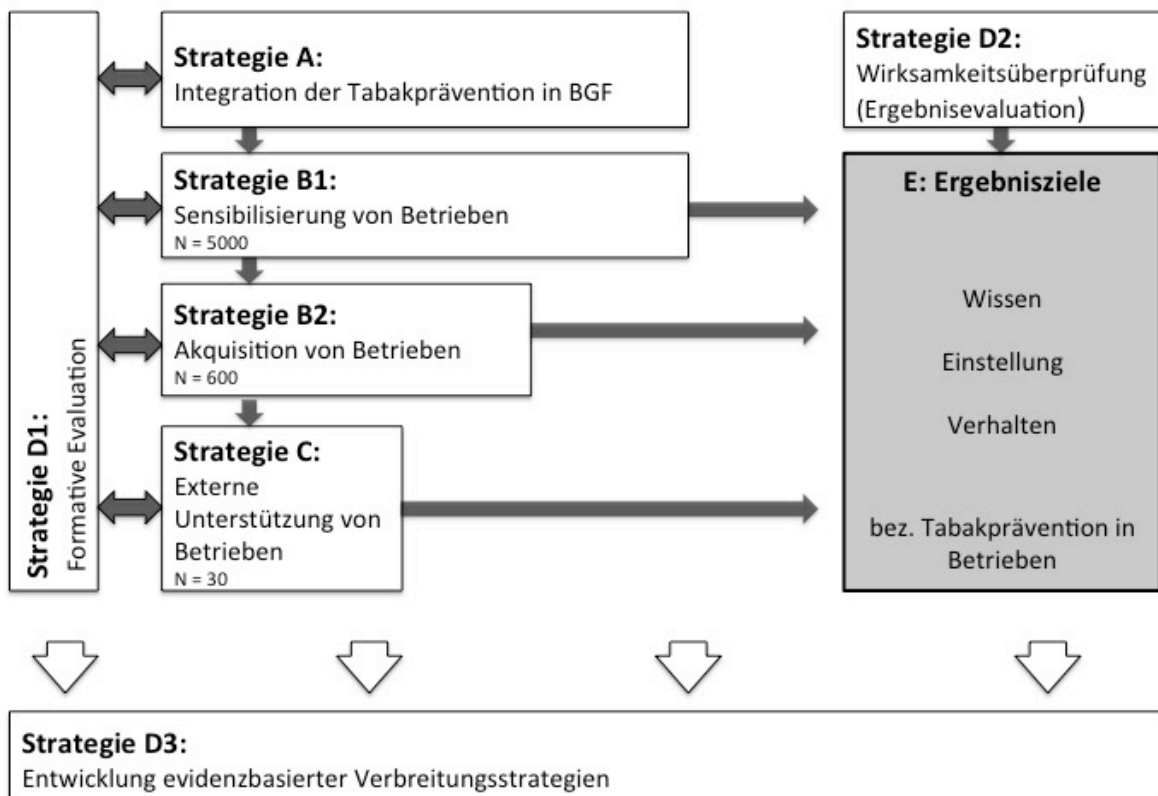 Strategie A:
Integration der Tabakprävention in BGF
Strategie D2:
Wirksamkeitsüberprüfung
(Ergebnisevaluation)
Strategie B1:
Sensibilisierung von Betrieben
N = 5000
E: Ergebnisziele
Wissen
Einstellung
Verhalten
bez. Tabakprävention in
Betrieben
Strategie B2:
Akquisition von Betrieben
N = 600
Strategie C:
Externe
Unterstützung von
Betrieben
N = 30
Strategie D1:
Formative Evaluation
Strategie D3:
Entwicklung evidenzbasierter Verbreitungsstrategien